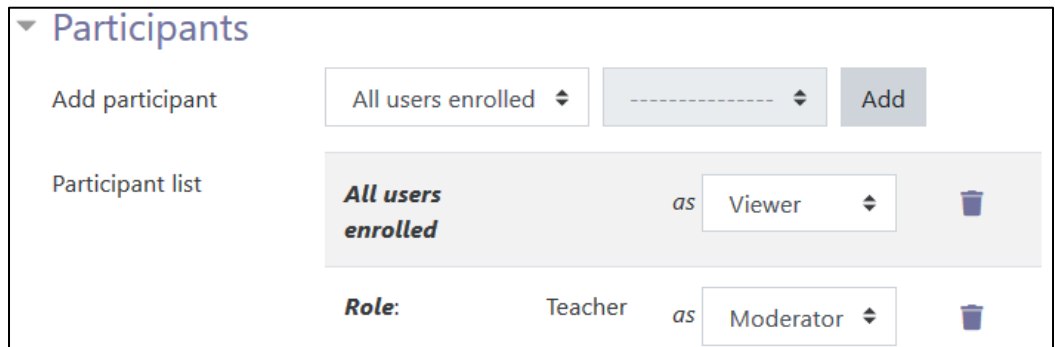 Participants
Add participant All users enrolled --------------- Add
Participant list All users enrolled as Viewer
Role: Teacher as Moderator